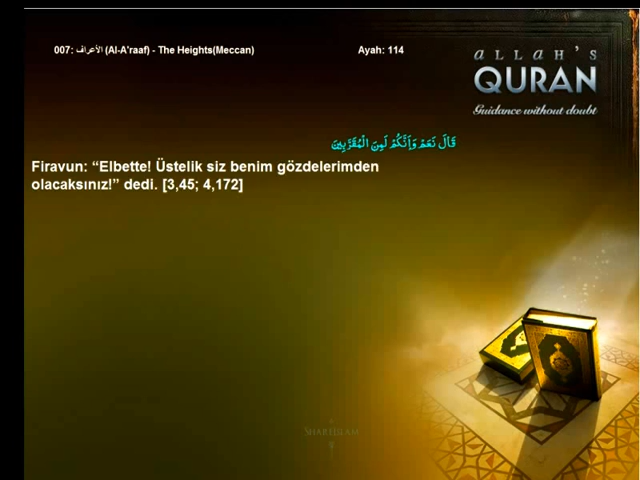 007: الأعراف (Al-A'raaf) - The Heights(Meccan) Ayah: 114
ALLAH'S
QURAN
Guidance without doubt
قَالَ نَعَمْ وَإِنَّكُمْ لَمِنَ الْمُقَرَّبِينَ
Firavun: “Elbette! Üstelik siz benim gözdelerimden
olacaksınız!” dedi. [3,45; 4,172]
SHAREISLAM